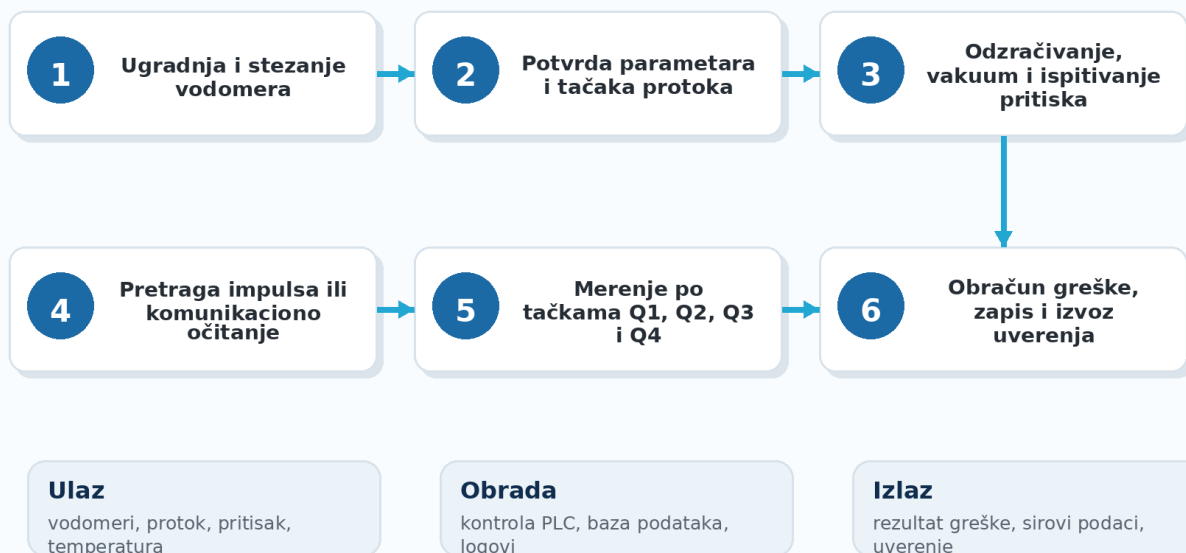 1
Ugradnja i stezanje
vodomera
2
Potvrda parametara
i tačaka protoka
3
Odzračivanje,
vakuum i ispitivanje
pritiska
4
Pretraga impulsa ili
komunikaciono
očitanje
5
Merenje po
tačkama Q1, Q2, Q3
i Q4
6
Obračun greške,
zapis i izvoz
uverenja
Ulaz
vodomeri, protok, pritisak,
temperatura
Obrada
kontrola PLC, baza podataka,
logovi
Izlaz
rezultat greške, sirovi podaci,
uverenje